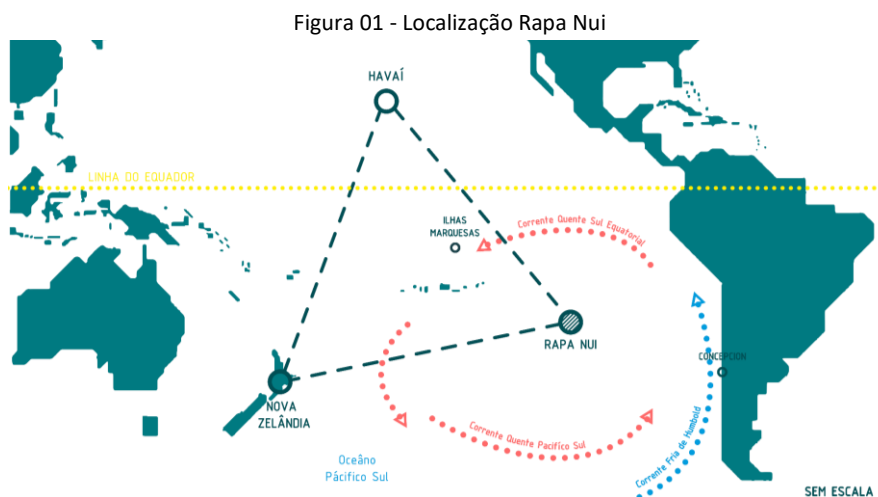 Figura 01 - Localização Rapa Nui
HAVAÍ
LINHA DO EQUADOR
ILHAS
MARQUESAS
Corrente Quente Sul Equatorial
RAPA NUI
CONCEPCION
NOVA
ZELÂNDIA
Corrente Quente Pacífico Sul
Corrente Fria de Humbold
Oceâno
Pácifico Sul
SEM ESCALA